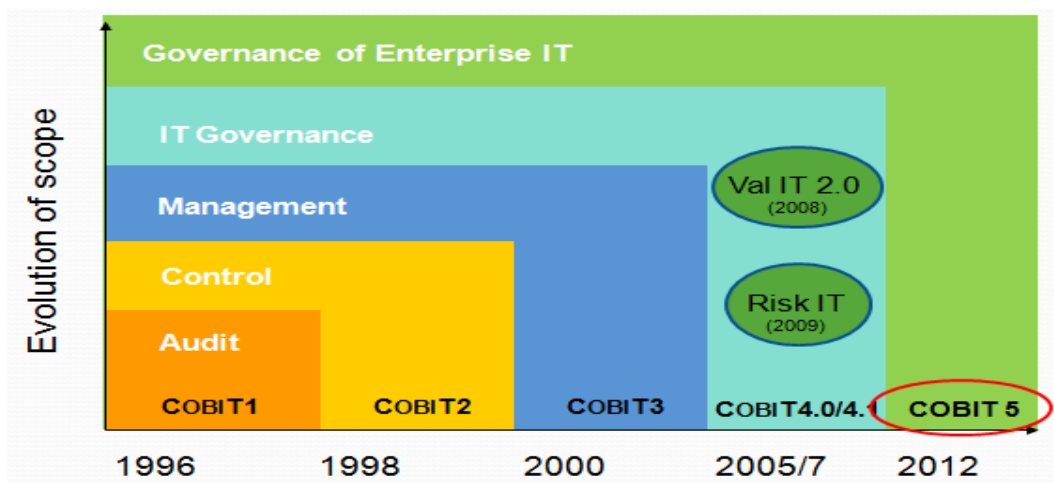 Governance of Enterprise IT
IT Governance
Val IT 2.0
(2008)
Management
Control
Risk IT
(2009)
Audit
COBIT1
COBIT2
COBIT3
COBIT4.0/4.1
COBIT 5
Evolution of scope
1996
1998
2000
2005/7
2012